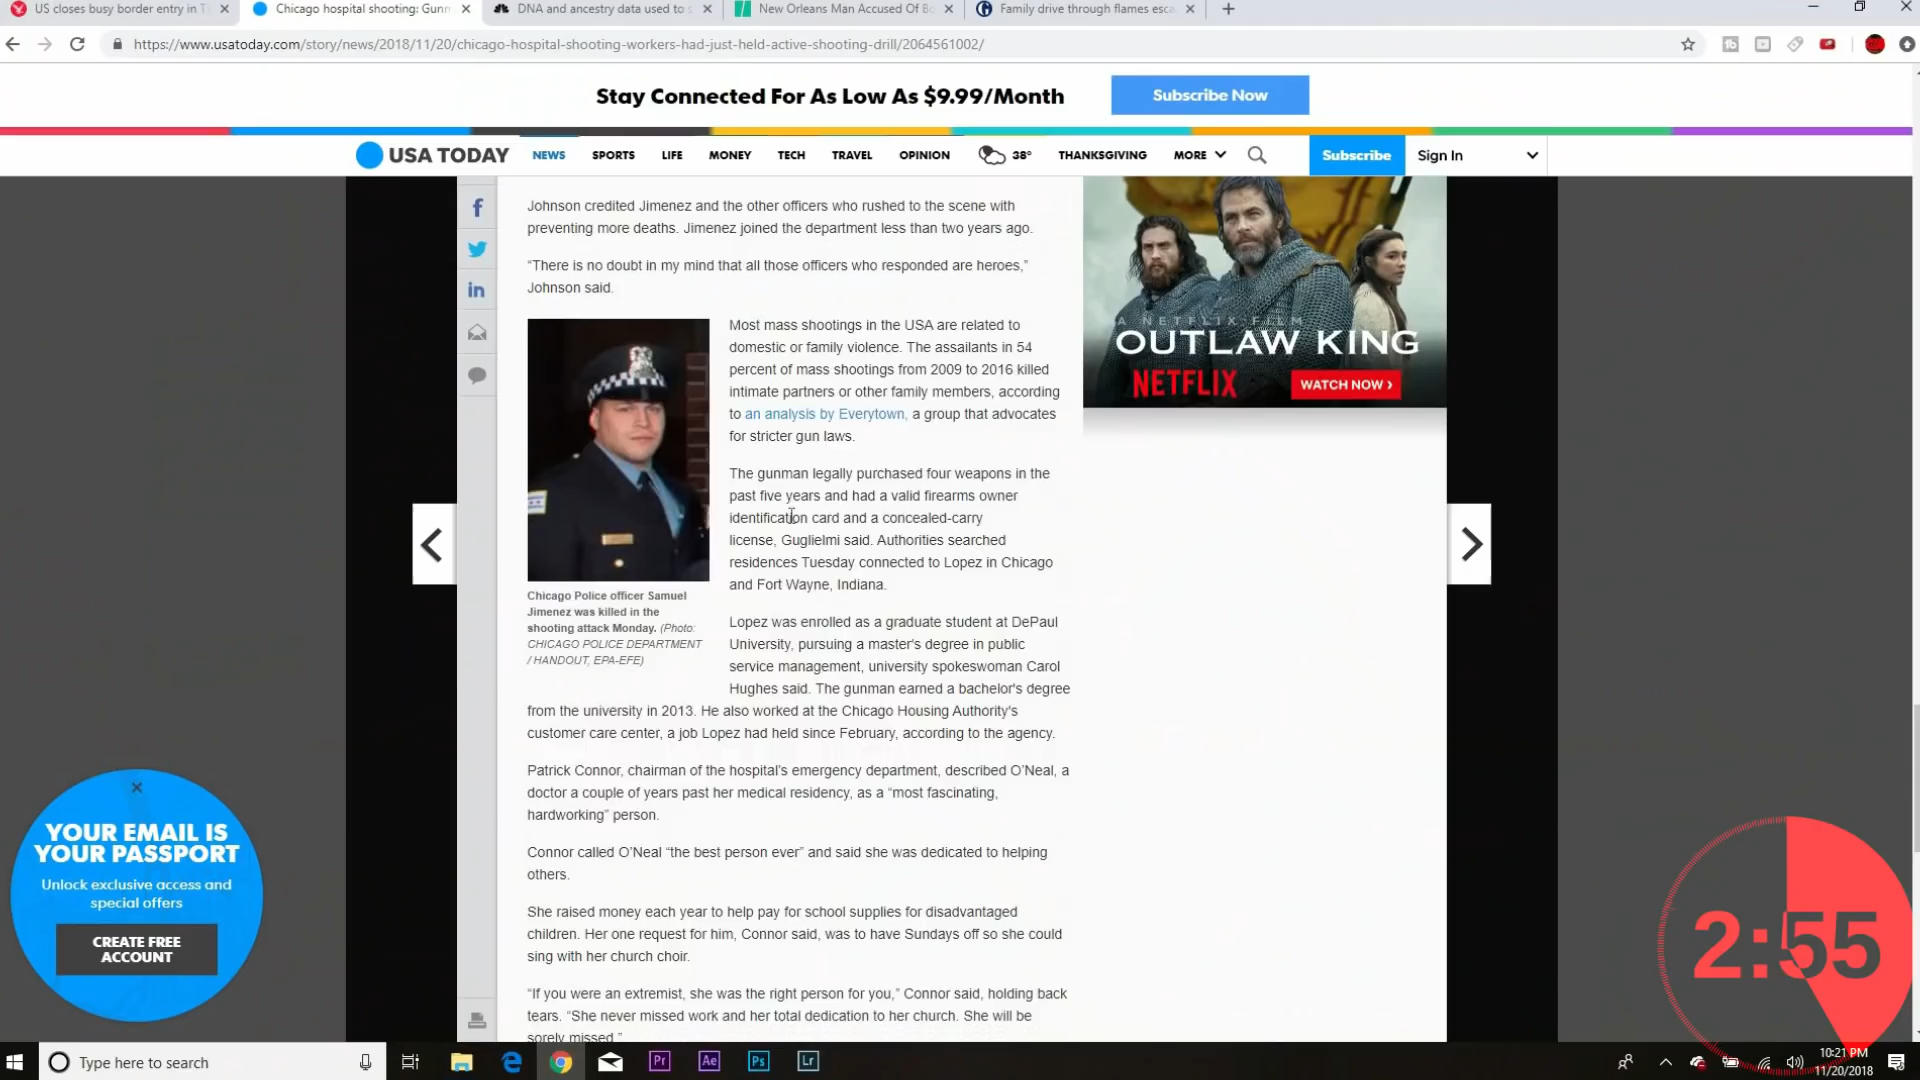 US closes busy border entry in T
Chicago hospital shooting: Gunm
DNA and ancestry data used to s
New Orleans Man Accused Of Bo
Family drive through flames esca
https://www.usatoday.com/story/news/2018/11/20/chicago-hospital-shooting-workers-had-just-held-active-shooting-drill/2064561002/
Stay Connected For As Low As $9.99/Month
Subscribe Now
USA TODAY
NEWS
SPORTS
LIFE
MONEY
TECH
TRAVEL
OPINION
38°
THANKSGIVING
MORE
Subscribe
Sign In
Johnson credited Jimenez and the other officers who rushed to the scene with
preventing more deaths. Jimenez joined the department less than two years ago.
“There is no doubt in my mind that all those officers who responded are heroes,”
Johnson said.
Most mass shootings in the USA are related to
domestic or family violence. The assailants in 54
percent of mass shootings from 2009 to 2016 killed
intimate partners or other family members, according
to an analysis by Everytown, a group that advocates
for stricter gun laws.
The gunman legally purchased four weapons in the
past five years and had a valid firearms owner
identification card and a concealed-carry
license, Guglielmi said. Authorities searched
residences Tuesday connected to Lopez in Chicago
and Fort Wayne, Indiana.
Chicago Police officer Samuel
Jimenez was killed in the
shooting attack Monday. (Photo:
CHICAGO POLICE DEPARTMENT
/ HANDOUT, EPA-EFE)
Lopez was enrolled as a graduate student at DePaul
University, pursuing a master's degree in public
service management, university spokeswoman Carol
Hughes said. The gunman earned a bachelor's degree
from the university in 2013. He also worked at the Chicago Housing Authority's
customer care center, a job Lopez had held since February, according to the agency.
Patrick Connor, chairman of the hospital's emergency department, described O’Neal, a
doctor a couple of years past her medical residency, as a “most fascinating,
hardworking” person.
Connor called O’Neal “the best person ever” and said she was dedicated to helping
others.
She raised money each year to help pay for school supplies for disadvantaged
children. Her one request for him, Connor said, was to have Sundays off so she could
sing with her church choir.
“If you were an extremist, she was the right person for you,” Connor said, holding back
tears. “She never missed work and her total dedication to her church. She will be
sorely missed.”
A NETFLIX FILM
OUTLAW KING
NETFLIX
WATCH NOW ›
YOUR EMAIL IS
YOUR PASSPORT
Unlock exclusive access and
special offers
CREATE FREE
ACCOUNT
2:55
Type here to search
Pr
Ae
Ps
Lr
10:21 PM
11/20/2018